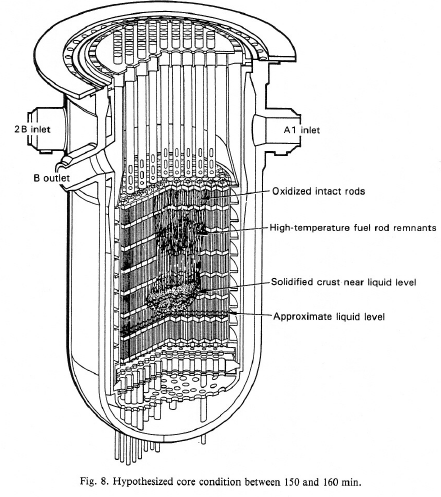 2B inlet
A1 inlet
B outlet
Oxidized intact rods
High-temperature fuel rod remnants
Solidified crust near liquid level
Approximate liquid level
Fig. 8. Hypothesized core condition between 150 and 160 min.